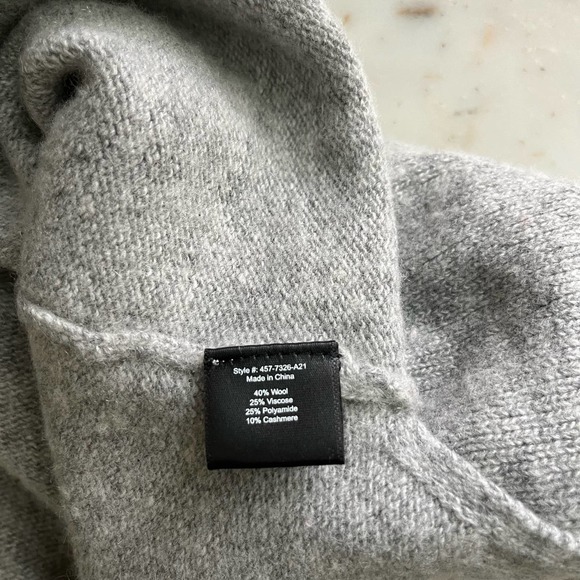 Style #: 457-7326-A21
Made in China
40% Wool
25% Viscose
25% Polyamide
10% Cashmere